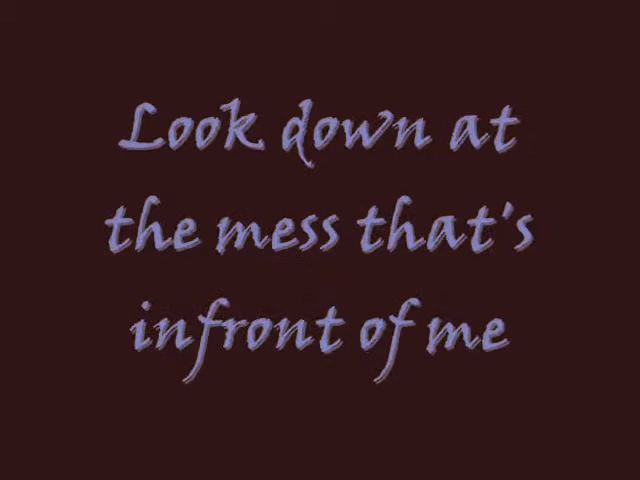 Look down at
the mess that's
infront of me